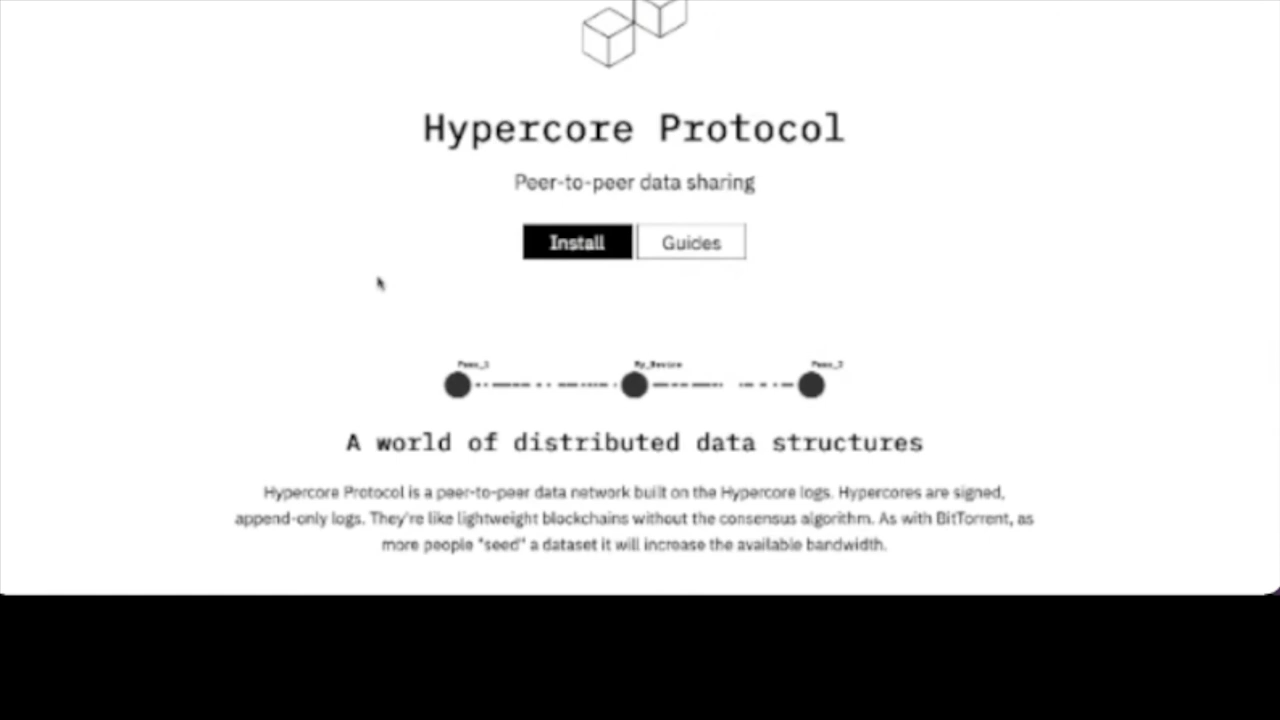 Hypercore Protocol
Peer-to-peer data sharing
Install
Guides
My_Device
A world of distributed data structures
Hypercore Protocol is a peer-to-peer data network built on the Hypercore logs. Hypercores are signed,
append-only logs. They're like lightweight blockchains without the consensus algorithm. As with BitTorrent, as
more people "seed" a dataset it will increase the available bandwidth.